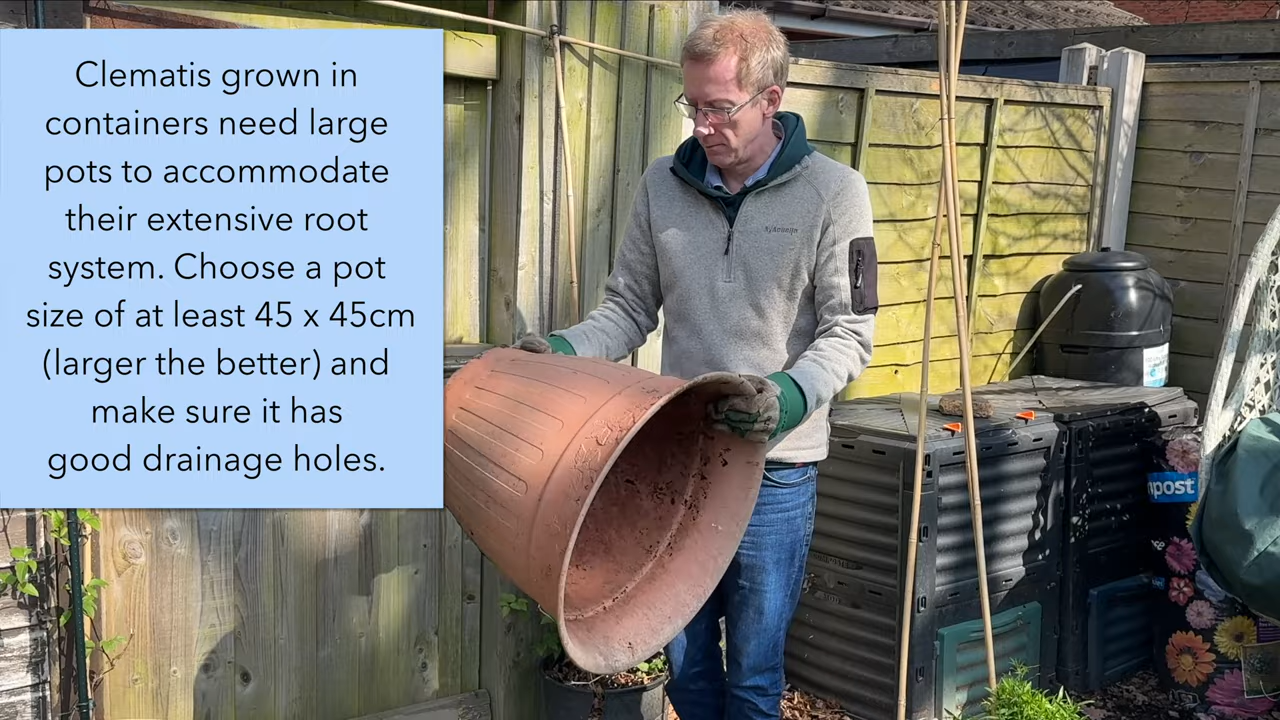 Clematis grown in
containers need large
pots to accommodate
their extensive root
system. Choose a pot
size of at least 45 x 45cm
(larger the better) and
make sure it has
good drainage holes.
npost